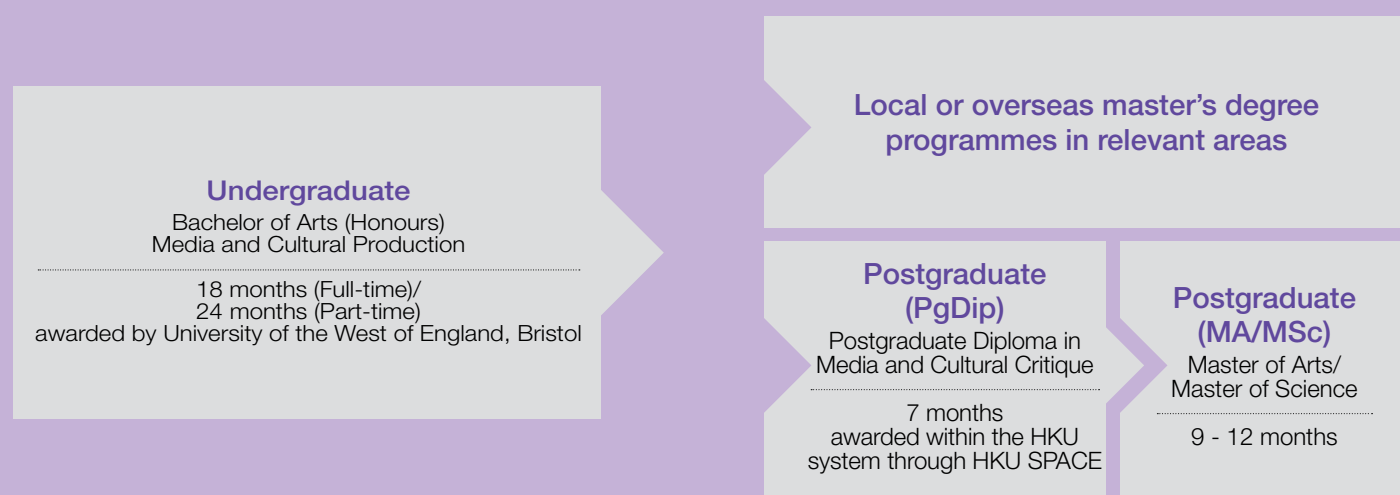 Undergraduate
Bachelor of Arts (Honours)
Media and Cultural Production
18 months (Full-time)/
24 months (Part-time)
awarded by University of the West of England, Bristol
Local or overseas master’s degree
programmes in relevant areas
Postgraduate
(PgDip)
Postgraduate Diploma in
Media and Cultural Critique
7 months
awarded within the HKU
system through HKU SPACE
Postgraduate
(MA/MSc)
Master of Arts/
Master of Science
9 - 12 months